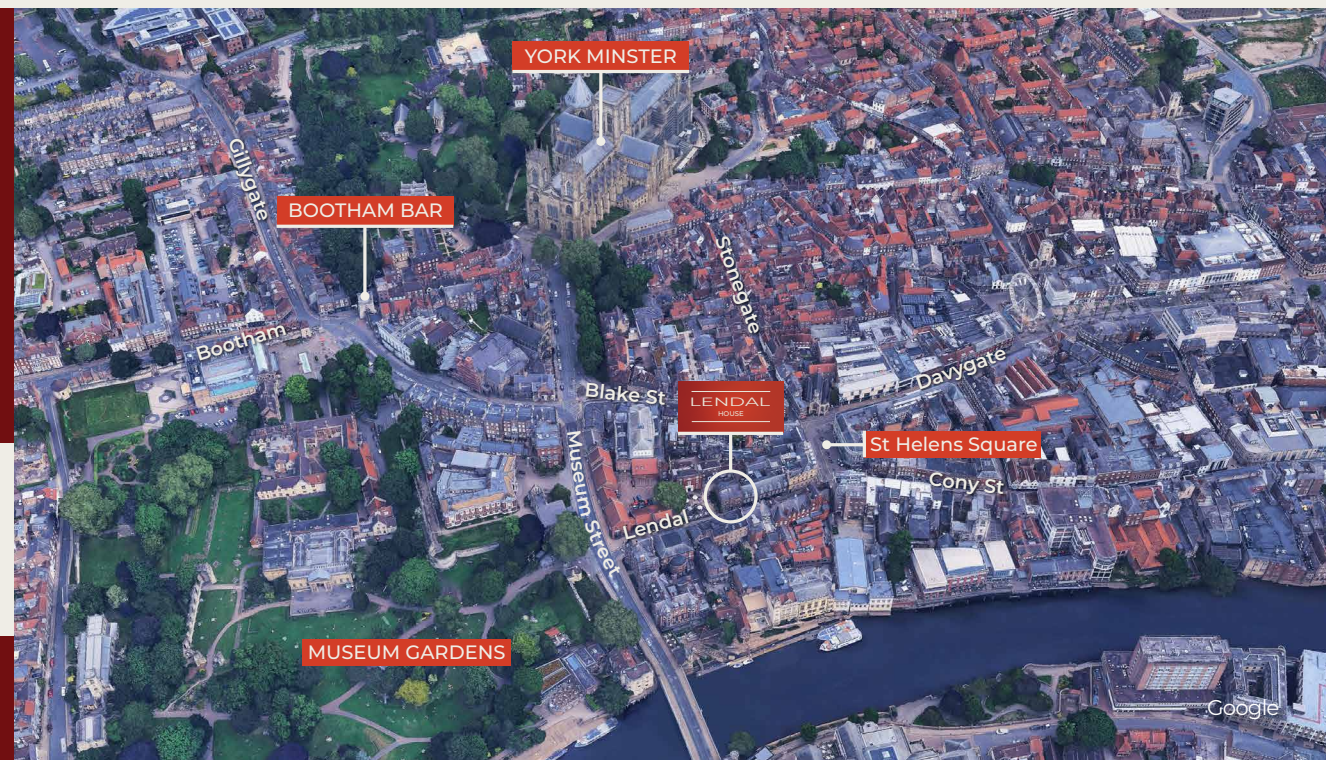 YORK MINSTER
Gillygate
BOOTHAM BAR
Stonegate
Bootham
Davygate
Blake St
LENDAL
HOUSE
St Helens Square
Museum Street
Cony St
Lendal
MUSEUM GARDENS
Google